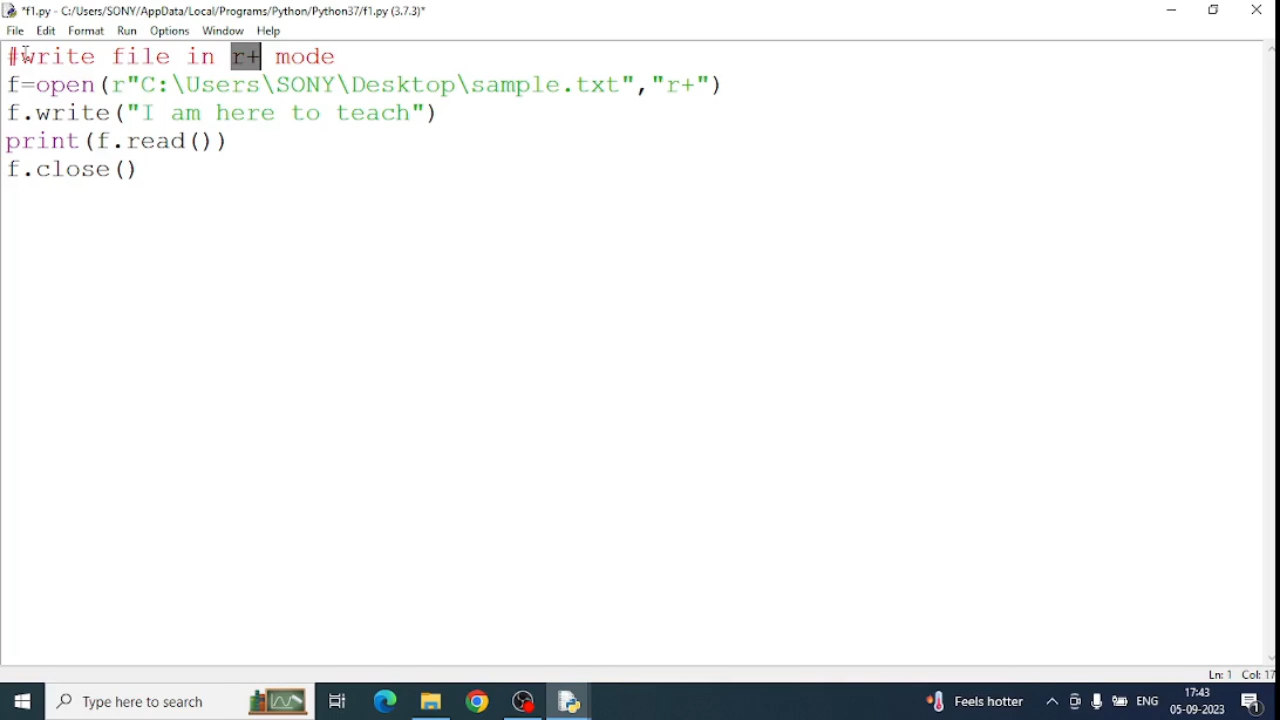 *f1.py - C:/Users/SONY/AppData/Local/Programs/Python/Python37/f1.py (3.7.3)*
File Edit Format Run Options Window Help
#write file in r+ mode
f=open(r"C:\Users\SONY\Desktop\sample.txt","r+")
f.write("I am here to teach")
print(f.read())
f.close()
Ln: 1 Col: 17
Type here to search
Feels hotter
ENG
17:43
05-09-2023
1